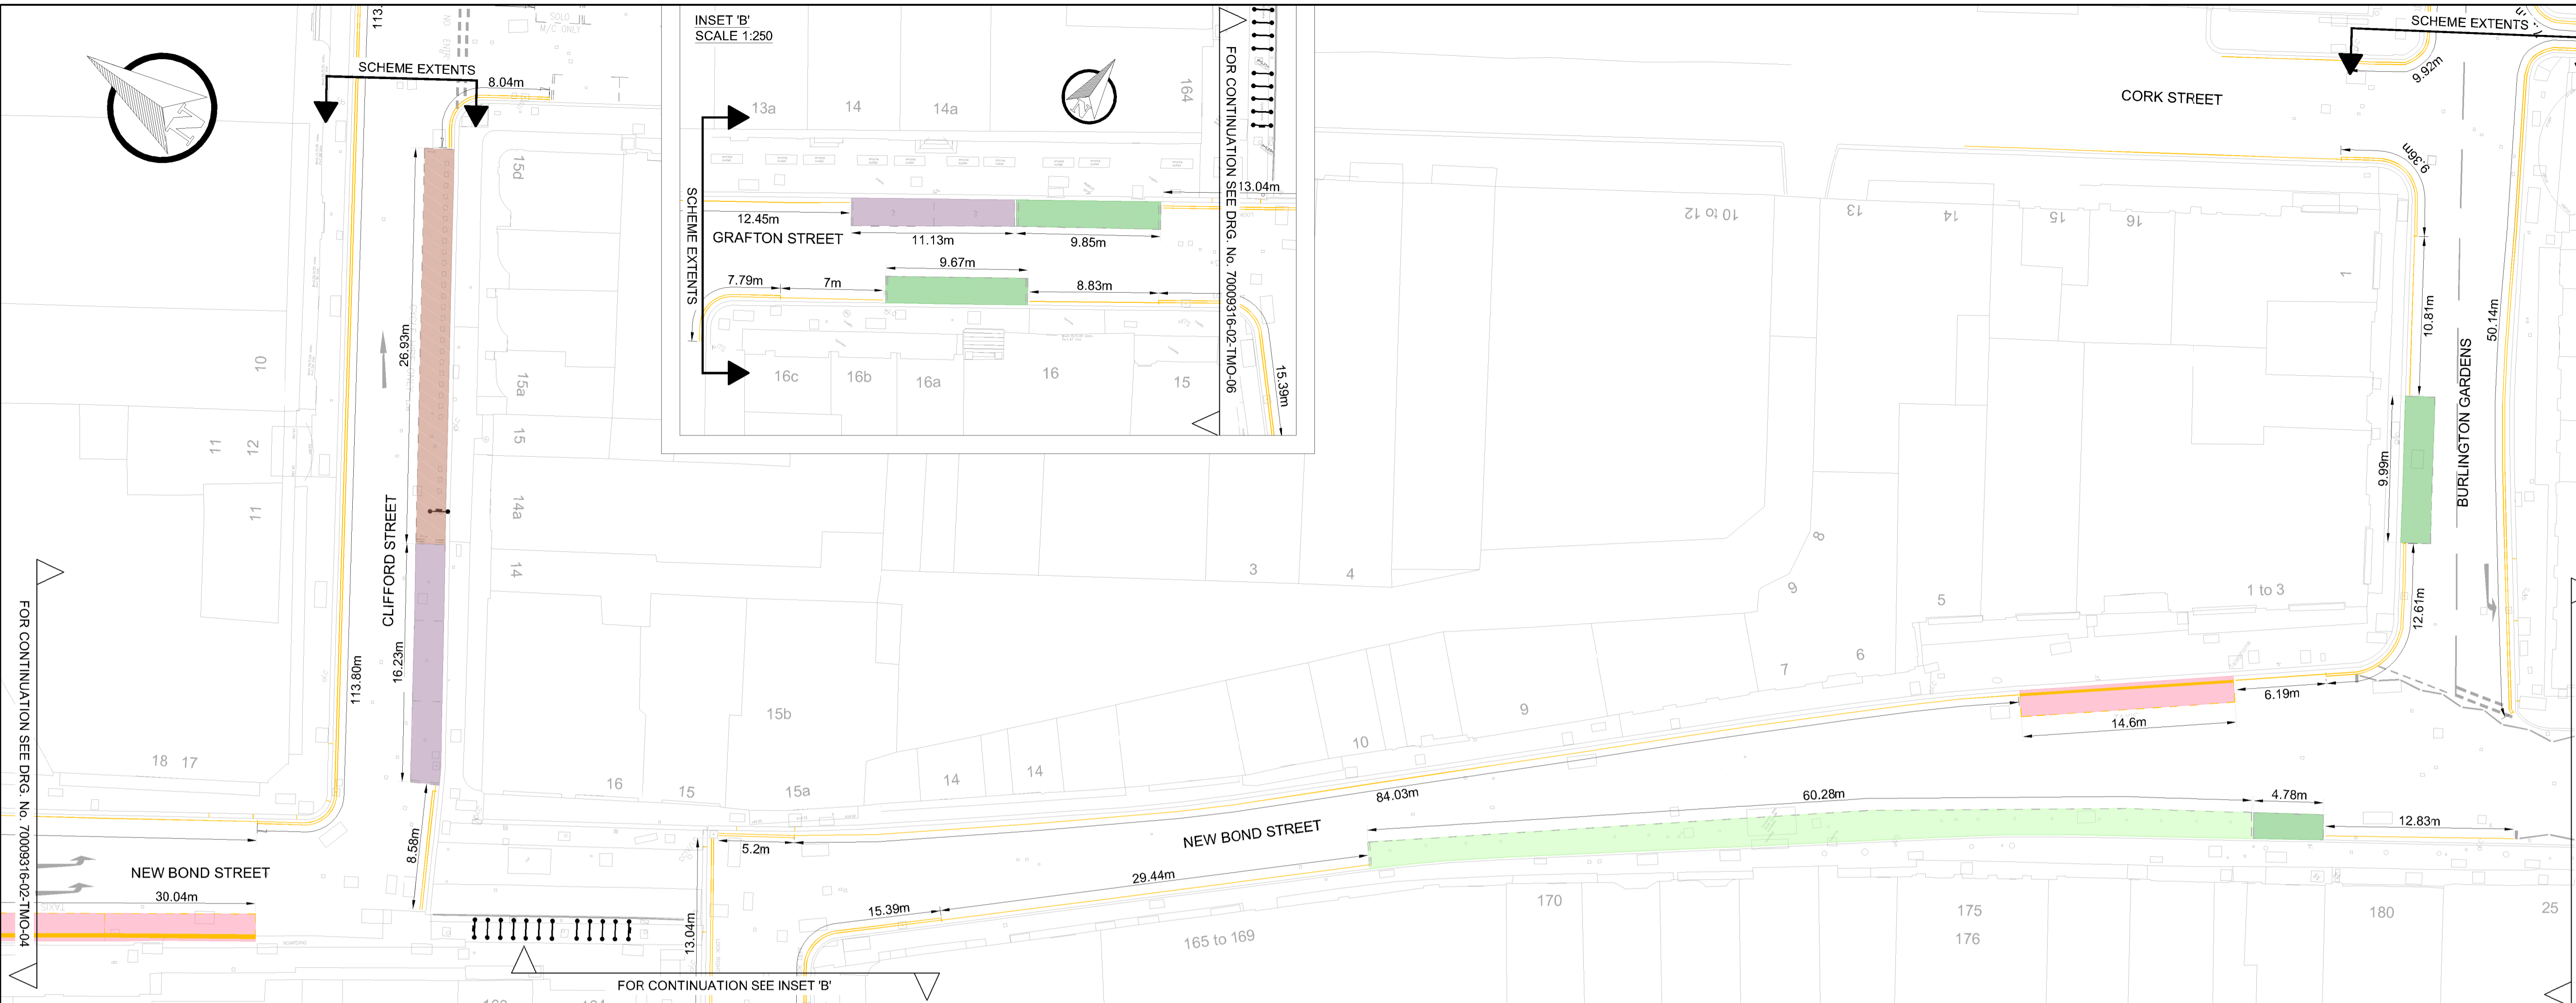 INSET 'B'
SCALE 1:250
SCHEME EXTENTS
SCHEME EXTENTS
SCHEME EXTENTS
SOLO
M/C ONLY
NO ENTRY
N
N
113.
8.04m
9.92m
CORK STREET
9.36m
13a
14
14a
164
13.04m
12.45m
GRAFTON STREET
11.13m
9.85m
9.67m
7.79m
7m
8.83m
16c
16b
16a
16
15
15.39m
FOR CONTINUATION SEE DRG. No. 70009316-02-TMO-06
15d
15a
15
14a
14
10
11
12
11
26.93m
CLIFFORD STREET
16.23m
113.80m
8.58m
18
17
10 to 12
13
14
15
16
1
10.81m
50.14m
BURLINGTON GARDENS
9.99m
12.61m
3
4
8
9
5
1 to 3
7
6
9
10
15b
14
14
16
15
15a
6.19m
14.6m
84.03m
60.28m
4.78m
12.83m
NEW BOND STREET
NEW BOND STREET
5.2m
29.44m
15.39m
13.04m
30.04m
TAXIS
170
175
176
180
25
165 to 169
FOR CONTINUATION SEE DRG. No. 70009316-02-TMO-04
FOR CONTINUATION SEE INSET 'B'